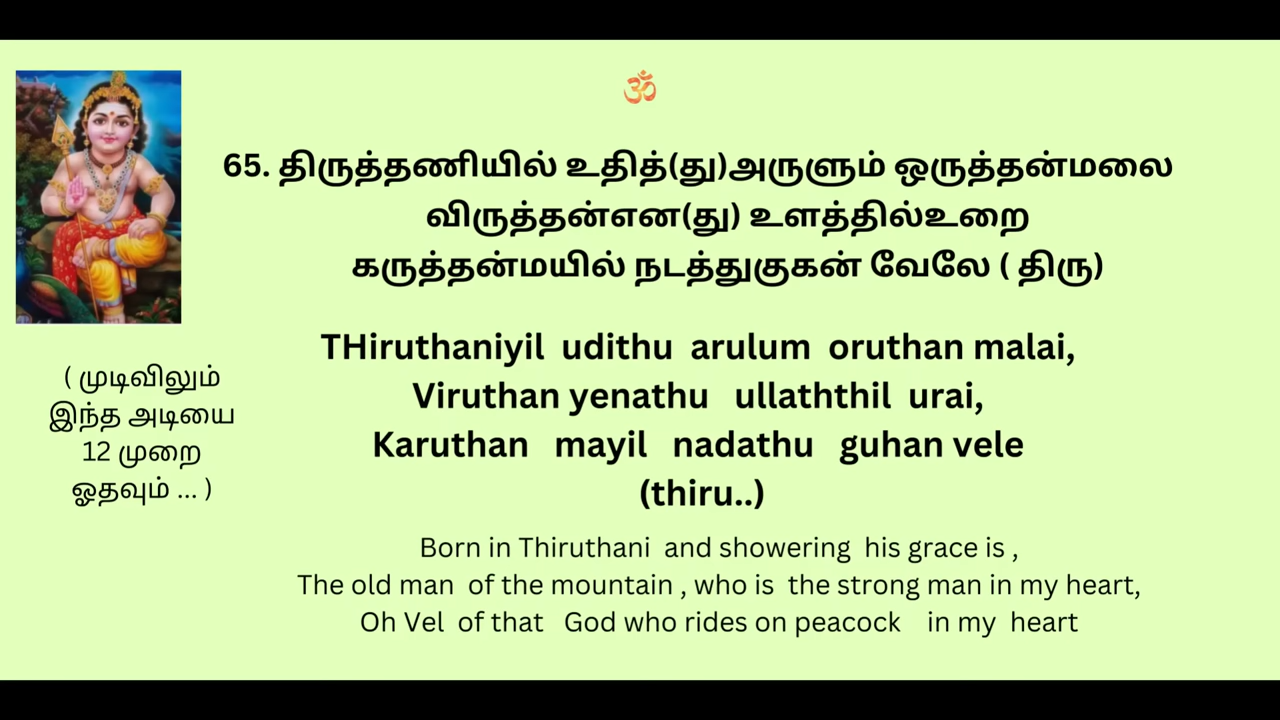 ॐ
65. திருத்தணியில் உதித்(து)அருளும் ஒருத்தன்மலை
விருத்தன்என(து) உளத்தில்உறை
கருத்தன்மயில் நடத்துகுகன் வேலே ( திரு)
THiruthaniyil udithu arulum oruthan malai,
Viruthan yenathu ullaththil urai,
Karuthan mayil nadathu guhan vele
(thiru..)
( முடிவிலும்
இந்த அடியை
12 முறை
ஓதவும் ... )
Born in Thiruthani and showering his grace is ,
The old man of the mountain , who is the strong man in my heart,
Oh Vel of that God who rides on peacock in my heart